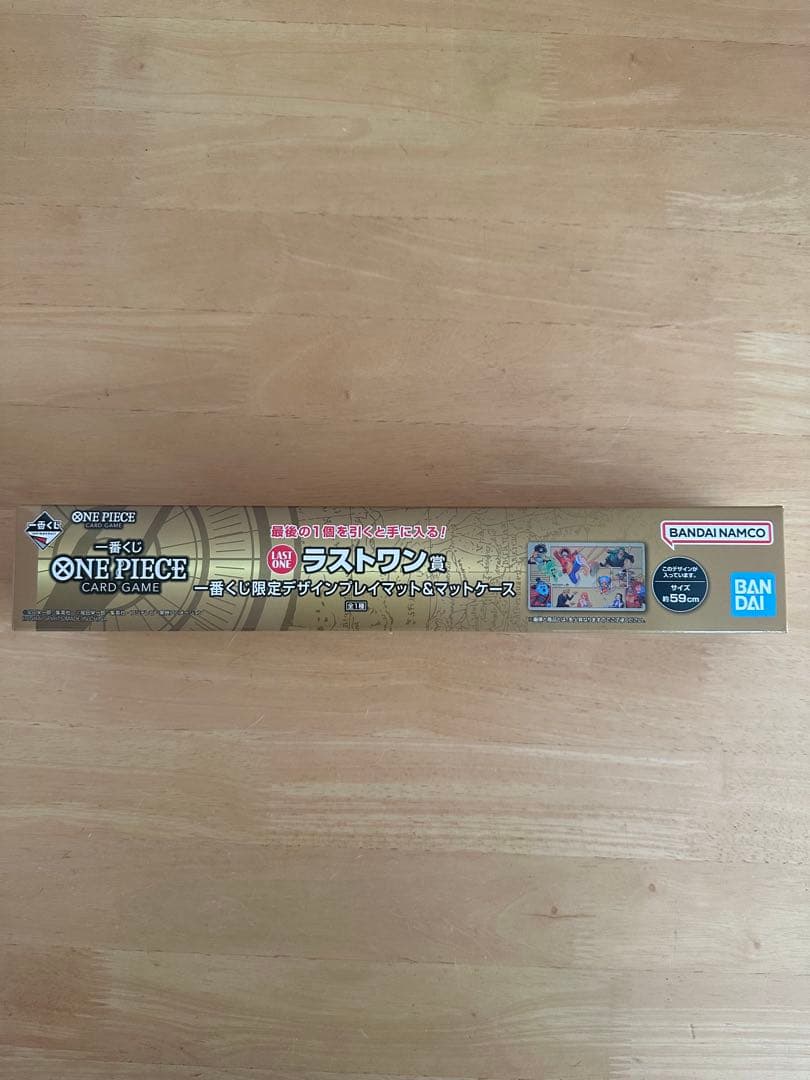 一番くじ
ONE PIECE
CARD GAME
一番くじ
ONE PIECE
CARD GAME
最後の1個を引くと手に入る!
LAST ONE
ラストワン賞
一番くじ限定デザインプレイマット&マットケース
全1種
このデザインが
入っています。
サイズ
約59cm
BANDAI NAMCO
BAN
DAI